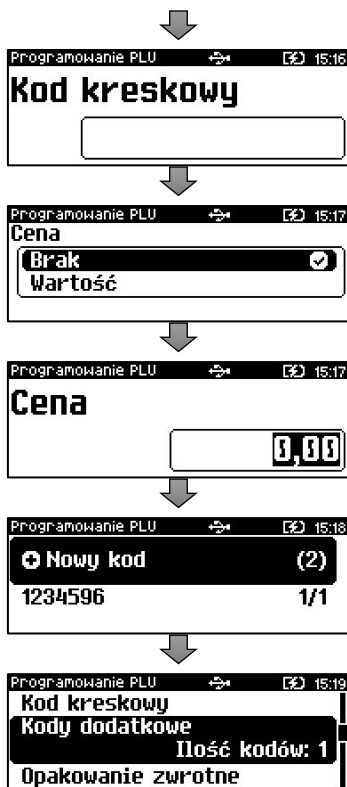 Programowanie PLU 15:16
Kod kreskowy
Programowanie PLU 15:17
Cena
Brak
Wartość
Programowanie PLU 15:17
Cena
0,00
Programowanie PLU 15:18
Nowy kod (2)
1234596 1/1
Programowanie PLU 15:19
Kod kreskowy
Kody dodatkowe
Ilość kodów: 1
Opakowanie zwrotne